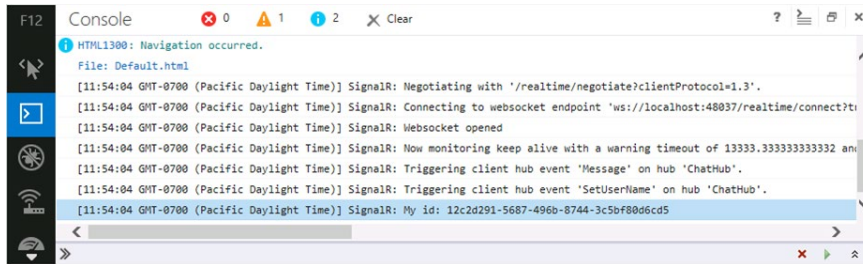 F12 Console 0 1 2 Clear ?
HTML1300: Navigation occurred.
File: Default.html
[11:54:04 GMT-0700 (Pacific Daylight Time)] SignalR: Negotiating with '/realtime/negotiate?clientProtocol=1.3'.
[11:54:04 GMT-0700 (Pacific Daylight Time)] SignalR: Connecting to websocket endpoint 'ws://localhost:48037/realtime/connect?
[11:54:04 GMT-0700 (Pacific Daylight Time)] SignalR: Websocket opened
[11:54:04 GMT-0700 (Pacific Daylight Time)] SignalR: Now monitoring keep alive with a warning timeout of 13333.333333333332 and
[11:54:04 GMT-0700 (Pacific Daylight Time)] SignalR: Triggering client hub event 'Message' on hub 'ChatHub'.
[11:54:04 GMT-0700 (Pacific Daylight Time)] SignalR: Triggering client hub event 'SetUserName' on hub 'ChatHub'.
[11:54:04 GMT-0700 (Pacific Daylight Time)] SignalR: My id: 12c2d291-5687-496b-8744-3c5bf80d6cd5